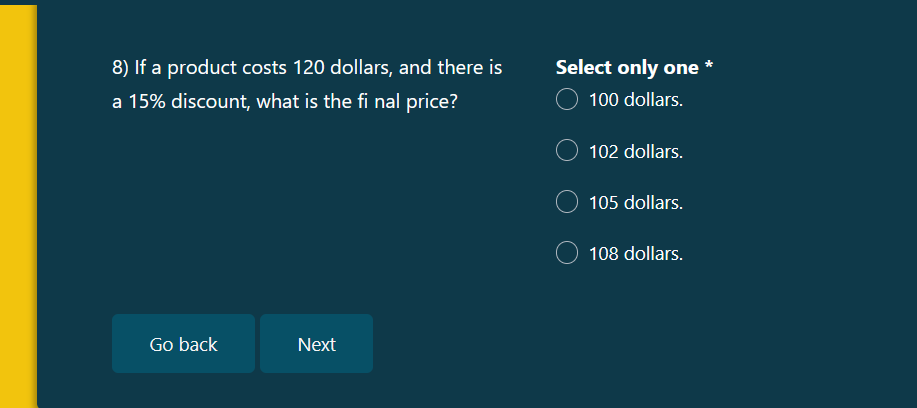 8) If a product costs 120 dollars, and there is
a 15% discount, what is the fi nal price?
Select only one *
100 dollars.
102 dollars.
105 dollars.
108 dollars.
Go back
Next